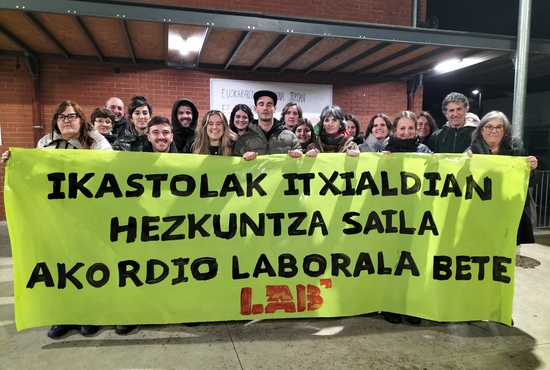 IKASTOLAK ITXIALDIAN
HEZKUNTZA SAILA
AKORDIO LABORALA BETE
LAB